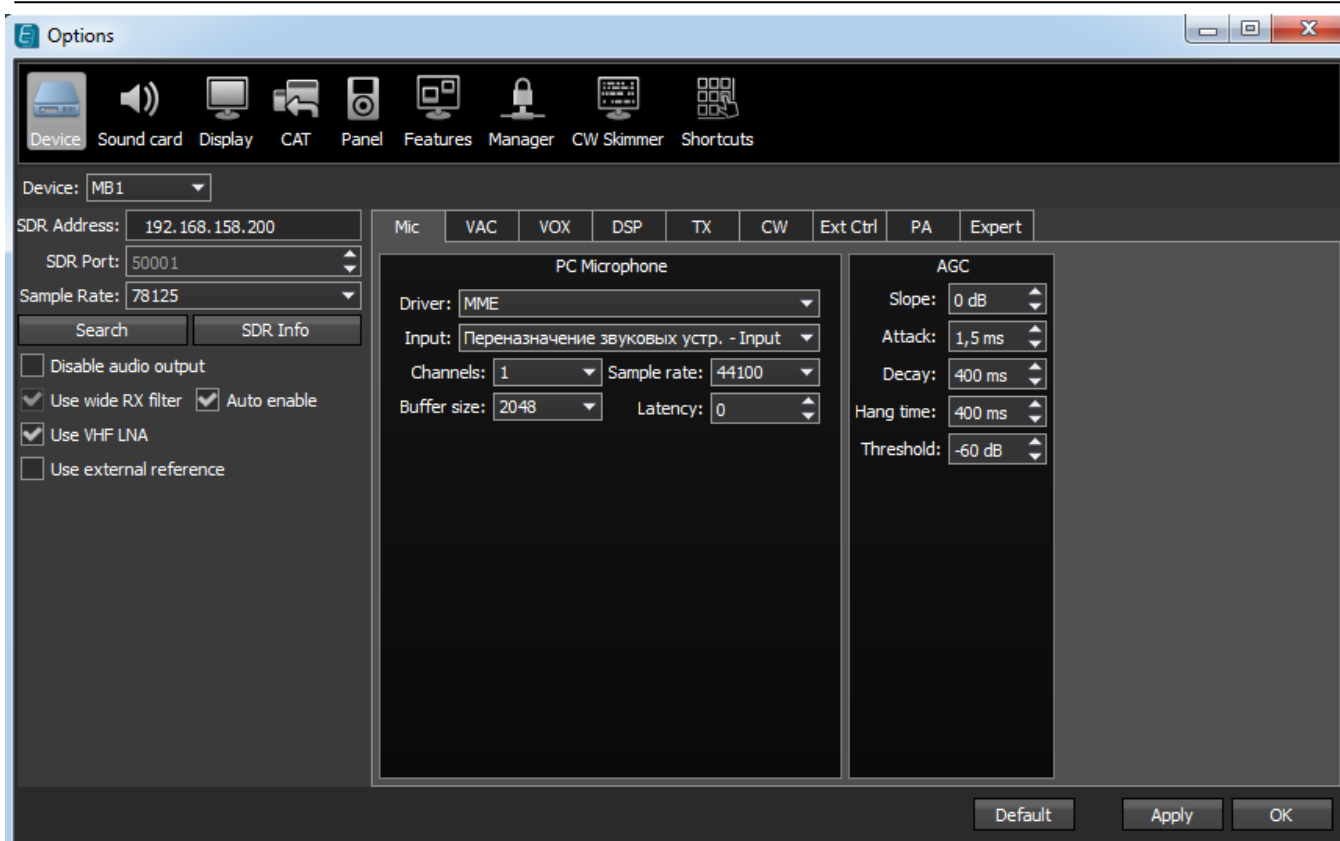 Options
Device Sound card Display CAT Panel Features Manager CW Skimmer Shortcuts
Device: MB1
SDR Address: 192.168.158.200
SDR Port: 50001
Sample Rate: 78125
Search SDR Info
Disable audio output
Use wide RX filter Auto enable
Use VHF LNA
Use external reference
Mic VAC VOX DSP TX CW Ext Ctrl PA Expert
PC Microphone
Driver: MME
Input: Переназначение звуковых устр. - Input
Channels: 1 Sample rate: 44100
Buffer size: 2048 Latency: 0
AGC
Slope: 0 dB
Attack: 1,5 ms
Decay: 400 ms
Hang time: 400 ms
Threshold: -60 dB
Default Apply OK